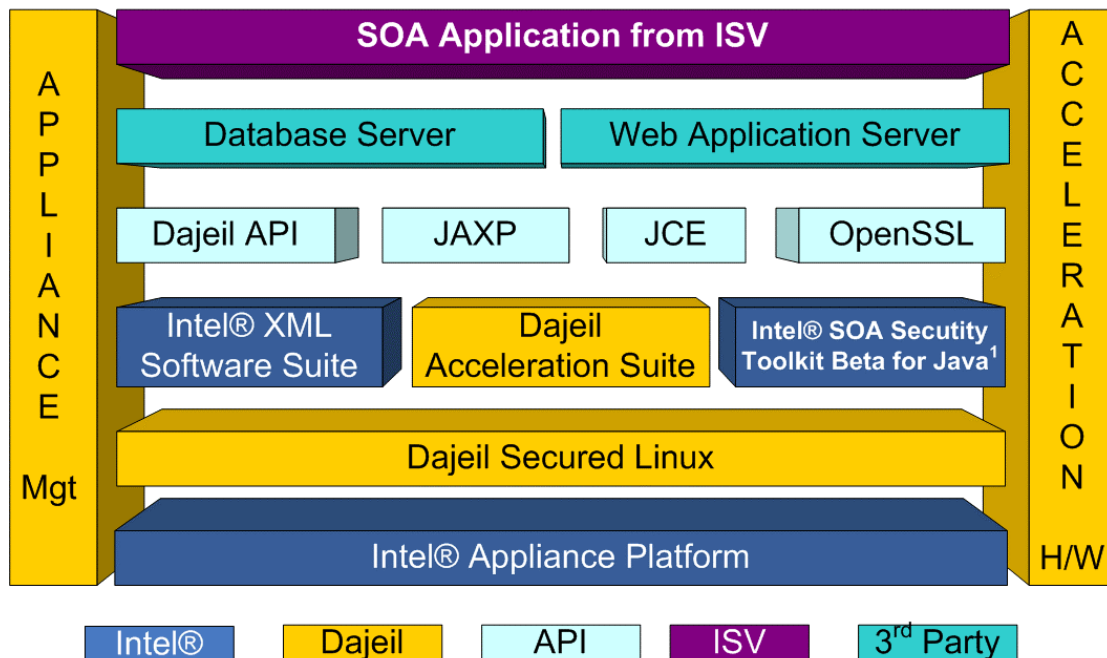 SOA Application from ISV
Database Server
Web Application Server
Dajeil API
JAXP
JCE
OpenSSL
Intel® XML
Software Suite
Dajeil
Acceleration Suite
Intel® SOA Secutity
Toolkit Beta for Java¹
Dajeil Secured Linux
Intel® Appliance Platform
APPLIANCE
Mgt
ACCELERATION
H/W
Intel®
Dajeil
API
ISV
3rd Party